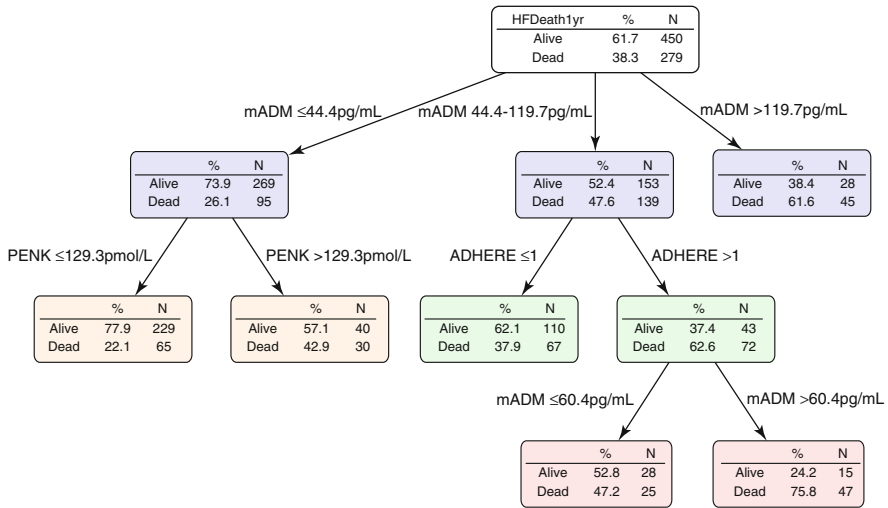 HFDeath1yr % N
Alive 61.7 450
Dead 38.3 279
mADM ≤44.4pg/mL
mADM 44.4-119.7pg/mL
mADM >119.7pg/mL
% N
Alive 73.9 269
Dead 26.1 95
% N
Alive 52.4 153
Dead 47.6 139
% N
Alive 38.4 28
Dead 61.6 45
PENK ≤129.3pmol/L
PENK >129.3pmol/L
ADHERE ≤1
ADHERE >1
% N
Alive 77.9 229
Dead 22.1 65
% N
Alive 57.1 40
Dead 42.9 30
% N
Alive 62.1 110
Dead 37.9 67
% N
Alive 37.4 43
Dead 62.6 72
mADM ≤60.4pg/mL
mADM >60.4pg/mL
% N
Alive 52.8 28
Dead 47.2 25
% N
Alive 24.2 15
Dead 75.8 47